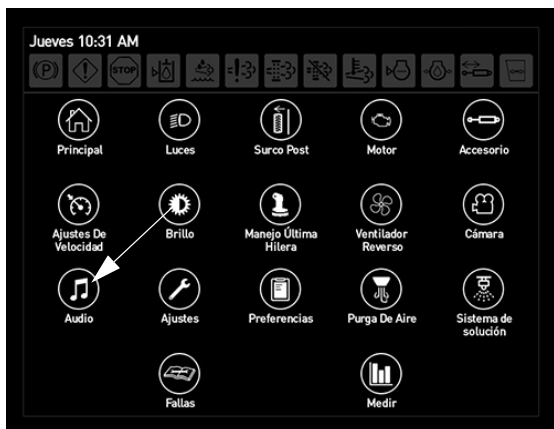 Jueves 10:31 AM
(P) STOP
Principal Luces Surco Post Motor Accesorio
Ajustes De Velocidad Brillo Manejo Última Hilera Ventilador Reverso Cámara
Audio Ajustes Preferencias Purga De Aire Sistema de solución
Fallas Medir